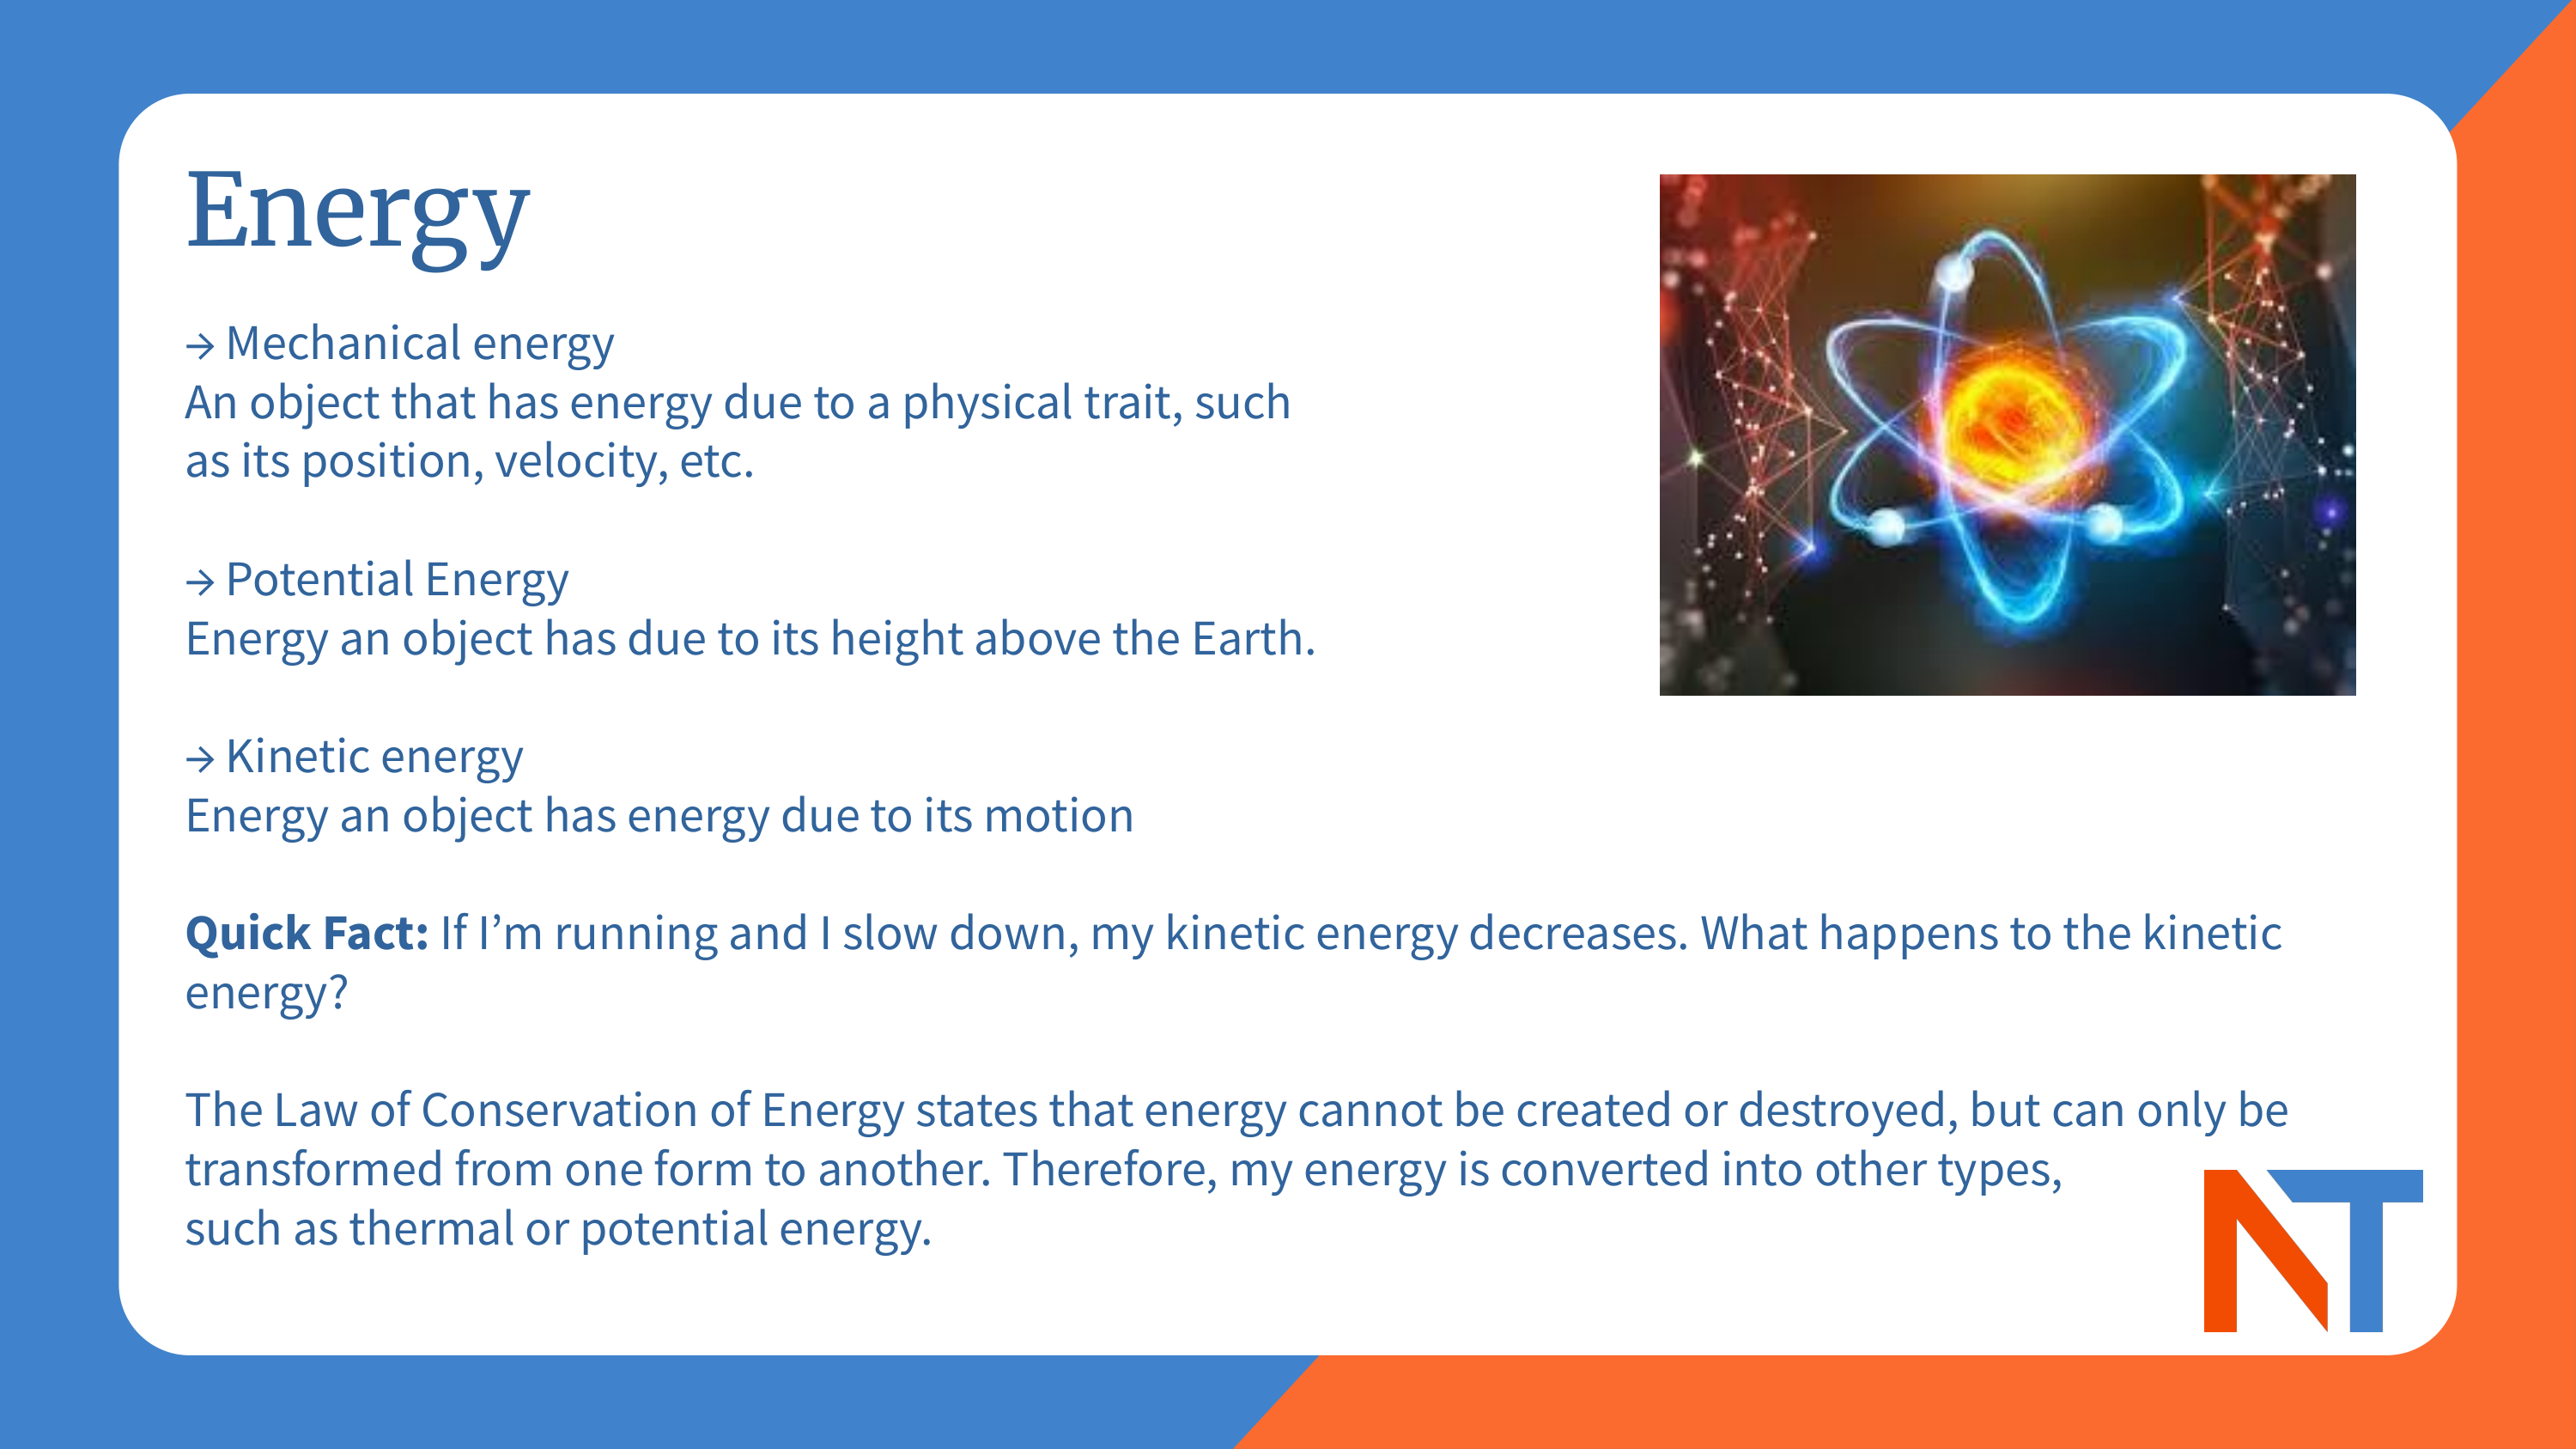 Energy
→ Mechanical energy
An object that has energy due to a physical trait, such
as its position, velocity, etc.
→ Potential Energy
Energy an object has due to its height above the Earth.
→ Kinetic energy
Energy an object has energy due to its motion
Quick Fact: If I’m running and I slow down, my kinetic energy decreases. What happens to the kinetic
energy?
The Law of Conservation of Energy states that energy cannot be created or destroyed, but can only be
transformed from one form to another. Therefore, my energy is converted into other types,
such as thermal or potential energy.
NT